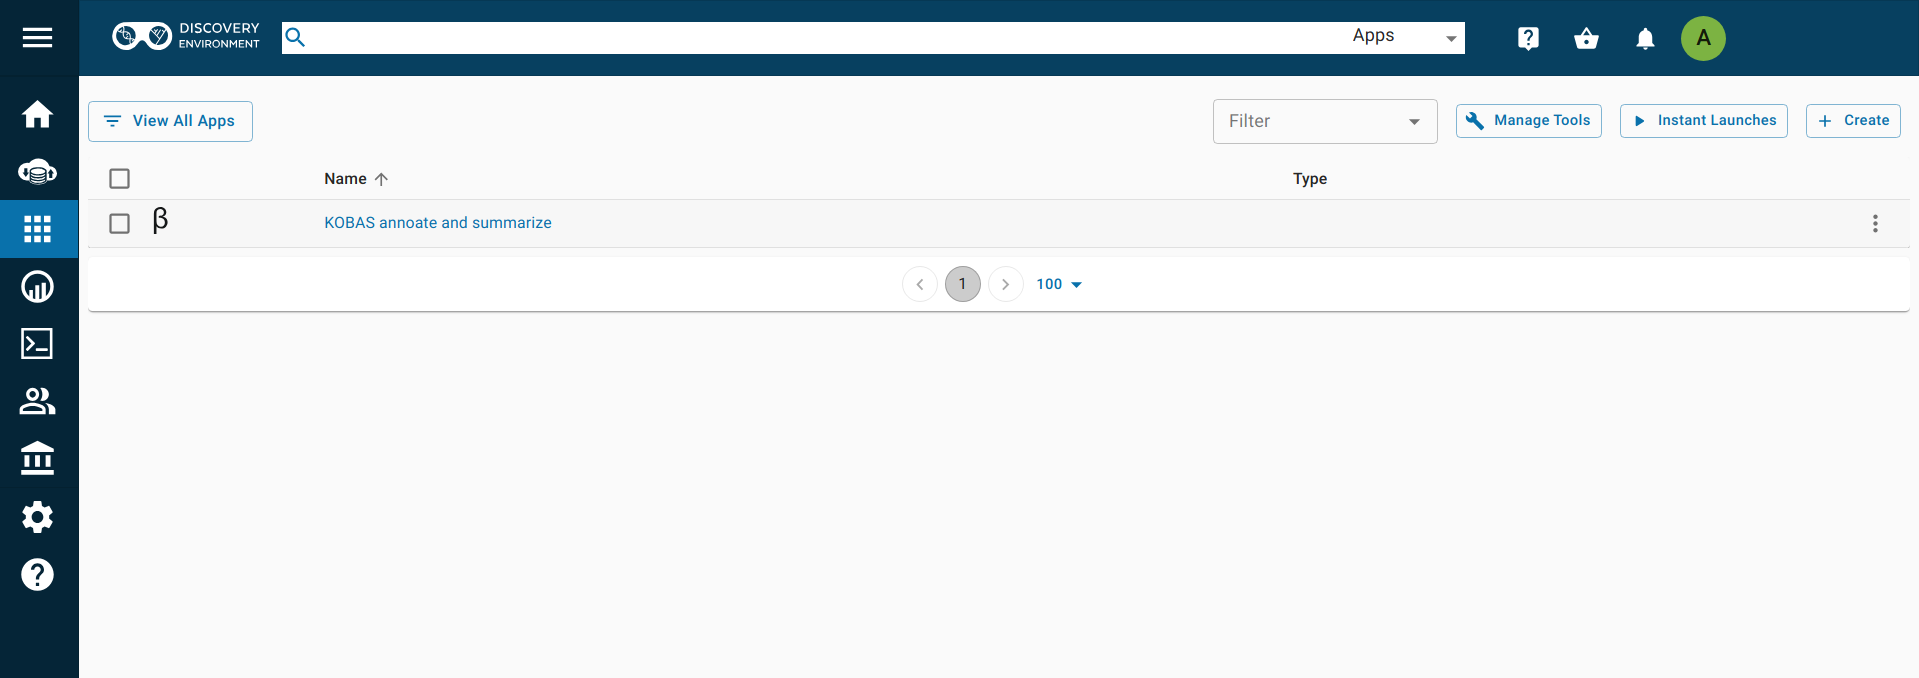 DISCOVERY
ENVIRONMENT
Apps
A
View All Apps
Filter
Manage Tools
Instant Launches
Create
Name
Type
β
KOBAS annoate and summarize
1
100